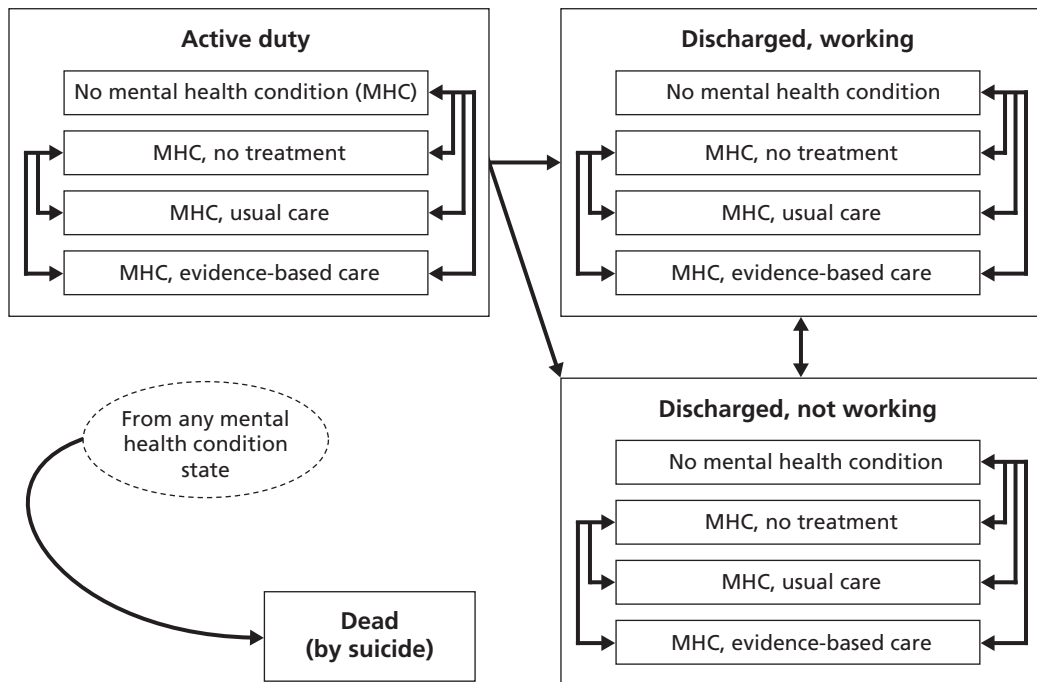 Active duty
No mental health condition (MHC)
MHC, no treatment
MHC, usual care
MHC, evidence-based care
Discharged, working
No mental health condition
MHC, no treatment
MHC, usual care
MHC, evidence-based care
From any mental
health condition
state
Dead
(by suicide)
Discharged, not working
No mental health condition
MHC, no treatment
MHC, usual care
MHC, evidence-based care